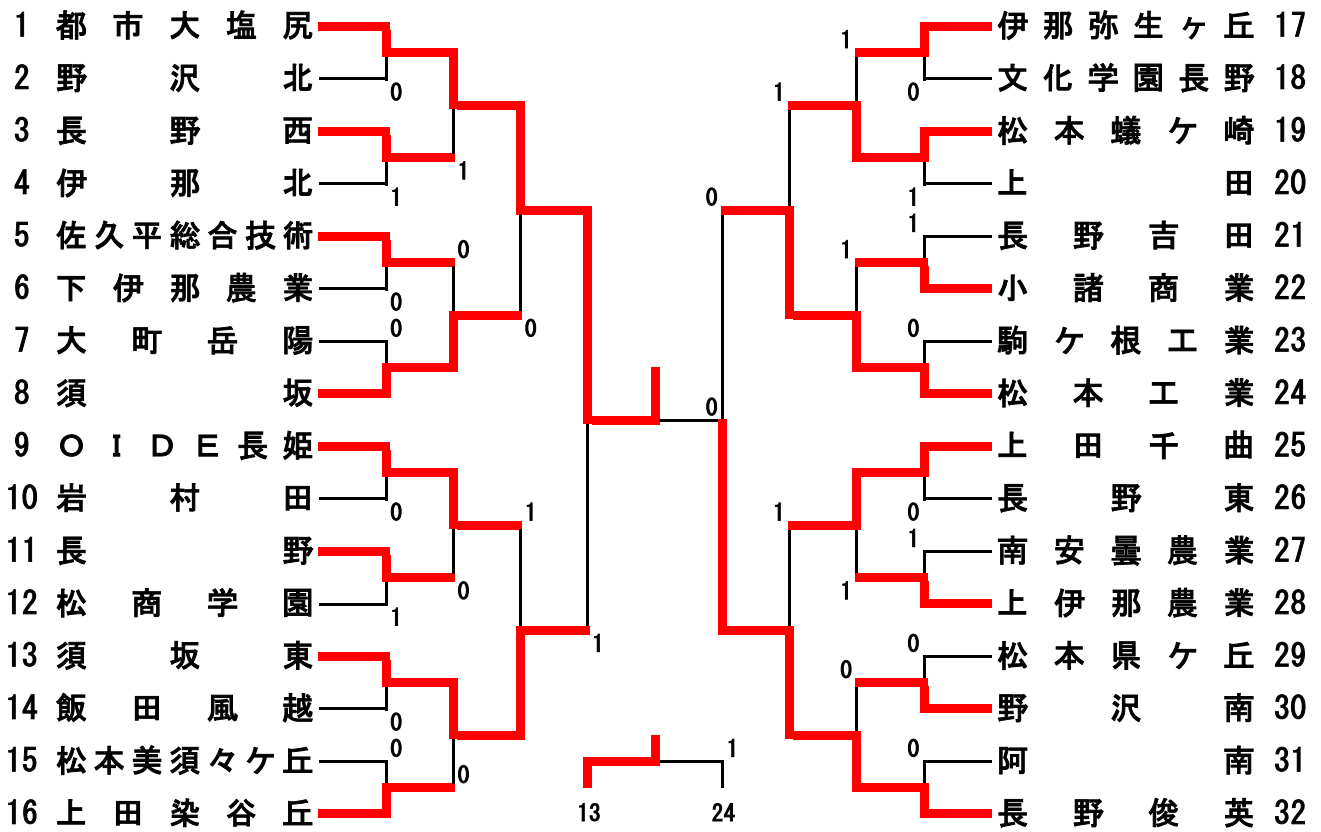 1 都市大塩尻
2 野沢北
0
3 長野西
1
4 伊那北
1
5 佐久平総合技術
0
6 下伊那農業
0
7 大町岳陽
0
0
8 須坂
9 OIDE長姫
10 岩村田
0
1
11 長野
0
12 松商学園
1
13 須坂東
1
14 飯田風越
0
15 松本美須々ケ丘
0
0
16 上田染谷丘
1
伊那弥生ヶ丘 17
1
0
文化学園長野 18
松本蟻ケ崎 19
1
上田 20
0
1
長野吉田 21
1
小諸商業 22
0
駒ケ根工業 23
松本工業 24
0
上田千曲 25
長野東 26
1
0
1
南安曇農業 27
1
上伊那農業 28
0
松本県ケ丘 29
0
野沢南 30
0
阿南 31
長野俊英 32
1
13 24